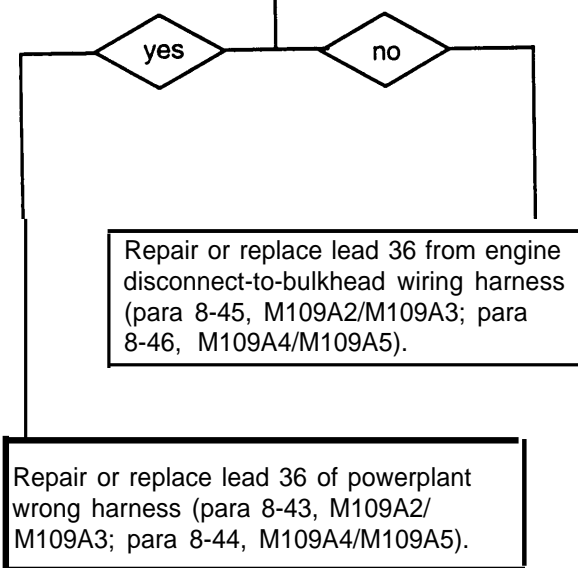 yes
no
Repair or replace lead 36 from engine
disconnect-to-bulkhead wiring harness
(para 8-45, M109A2/M109A3; para
8-46, M109A4/M109A5).
Repair or replace lead 36 of powerplant
wrong harness (para 8-43, M109A2/
M109A3; para 8-44, M109A4/M109A5).